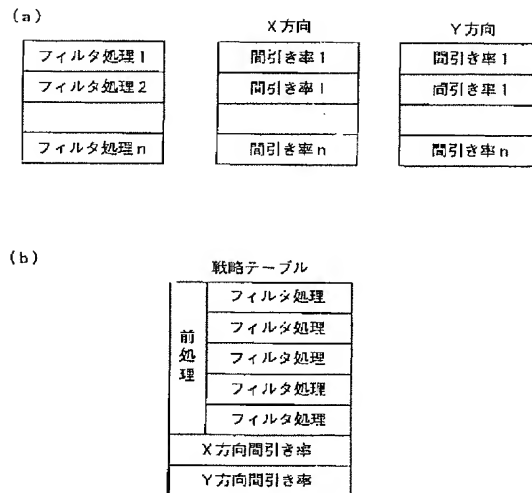 (a)
フィルタ処理1
フィルタ処理2
フィルタ処理n
X方向
間引き率1
間引き率1
間引き率n
Y方向
間引き率1
間引き率1
間引き率n
(b)
戦略テーブル
前処理
フィルタ処理
フィルタ処理
フィルタ処理
フィルタ処理
フィルタ処理
X方向間引き率
Y方向間引き率